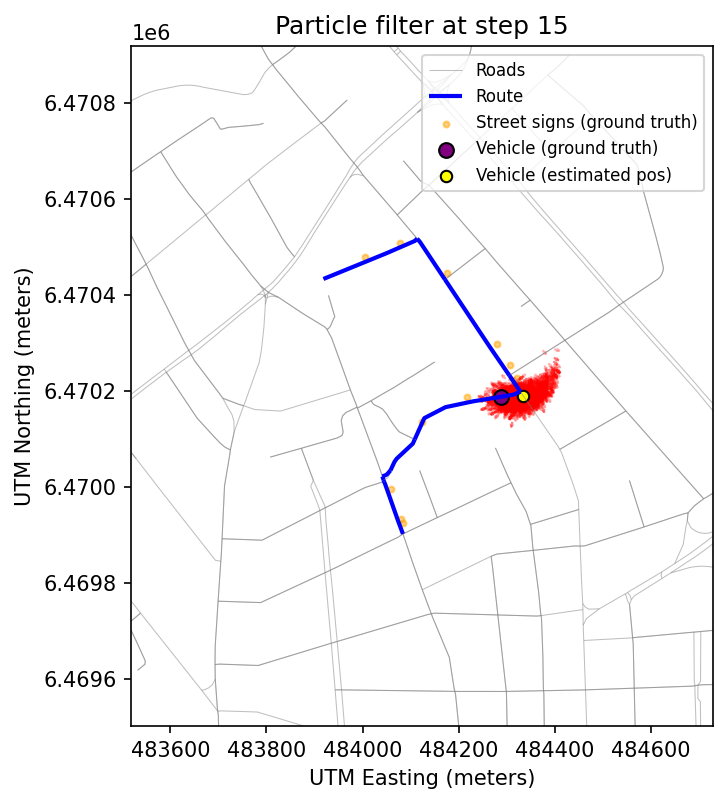 Particle filter at step 15
1e6
Roads
Route
Street signs (ground truth)
Vehicle (ground truth)
Vehicle (estimated pos)
6.4708
6.4706
6.4704
6.4702
6.4700
6.4698
6.4696
UTM Northing (meters)
483600 483800 484000 484200 484400 484600
UTM Easting (meters)